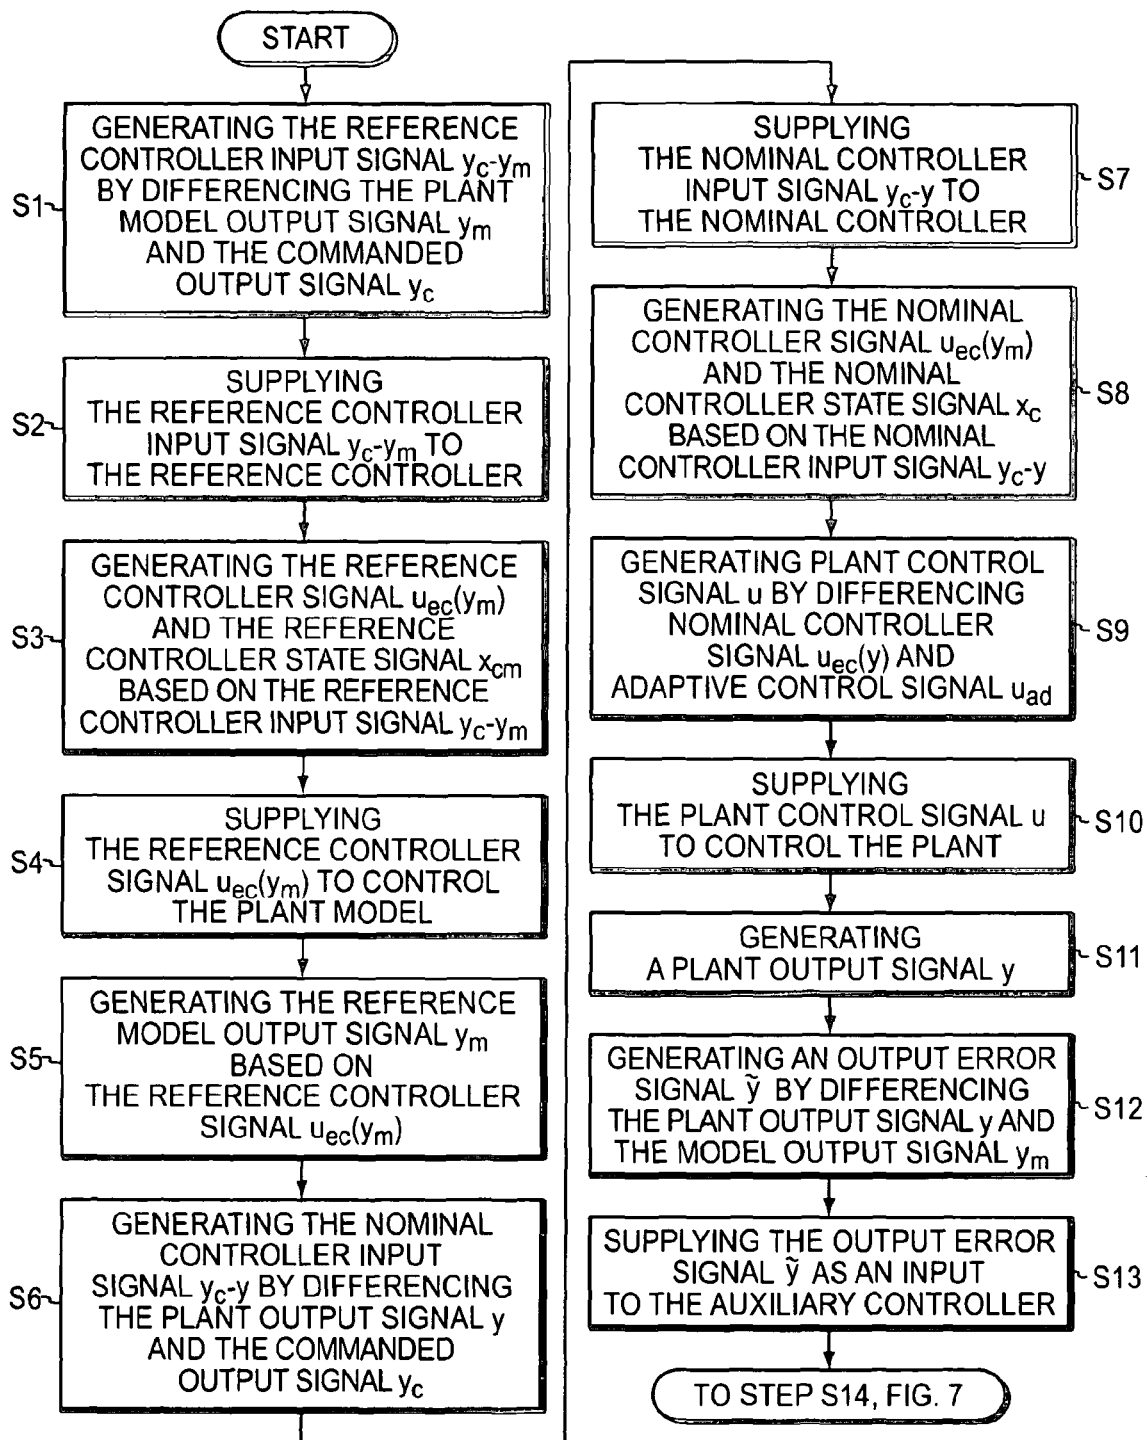 START
S1
GENERATING THE REFERENCE
CONTROLLER INPUT SIGNAL yc-ym
BY DIFFERENCING THE PLANT
MODEL OUTPUT SIGNAL ym
AND THE COMMANDED
OUTPUT SIGNAL yc
S2
SUPPLYING
THE REFERENCE CONTROLLER
INPUT SIGNAL yc-ym TO
THE REFERENCE CONTROLLER
S3
GENERATING THE REFERENCE
CONTROLLER SIGNAL uec(ym)
AND THE REFERENCE
CONTROLLER STATE SIGNAL xcm
BASED ON THE REFERENCE
CONTROLLER INPUT SIGNAL yc-ym
S4
SUPPLYING
THE REFERENCE CONTROLLER
SIGNAL uec(ym) TO CONTROL
THE PLANT MODEL
S5
GENERATING THE REFERENCE
MODEL OUTPUT SIGNAL ym
BASED ON
THE REFERENCE CONTROLLER
SIGNAL uec(ym)
S6
GENERATING THE NOMINAL
CONTROLLER INPUT
SIGNAL yc-y BY DIFFERENCING
THE PLANT OUTPUT SIGNAL y
AND THE COMMANDED
OUTPUT SIGNAL yc
SUPPLYING
THE NOMINAL CONTROLLER
INPUT SIGNAL yc-y TO
THE NOMINAL CONTROLLER
S7
GENERATING THE NOMINAL
CONTROLLER SIGNAL uec(ym)
AND THE NOMINAL
CONTROLLER STATE SIGNAL xc
BASED ON THE NOMINAL
CONTROLLER INPUT SIGNAL yc-y
S8
GENERATING PLANT CONTROL
SIGNAL u BY DIFFERENCING
NOMINAL CONTROLLER
SIGNAL uec(y) AND
ADAPTIVE CONTROL SIGNAL uad
S9
SUPPLYING
THE PLANT CONTROL SIGNAL u
TO CONTROL THE PLANT
S10
GENERATING
A PLANT OUTPUT SIGNAL y
S11
GENERATING AN OUTPUT ERROR
SIGNAL ỹ BY DIFFERENCING
THE PLANT OUTPUT SIGNAL y AND
THE MODEL OUTPUT SIGNAL ym
S12
SUPPLYING THE OUTPUT ERROR
SIGNAL ỹ AS AN INPUT
TO THE AUXILIARY CONTROLLER
S13
TO STEP S14, FIG. 7